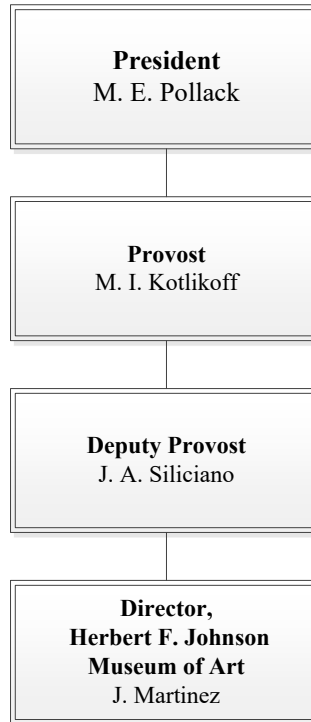 President
M. E. Pollack
Provost
M. I. Kotlikoff
Deputy Provost
J. A. Siliciano
Director,
Herbert F. Johnson
Museum of Art
J. Martinez